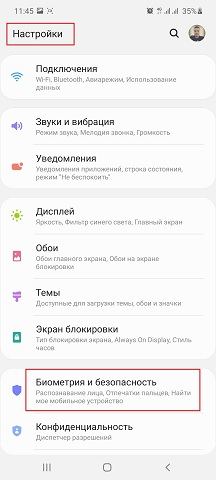 11:45 35%
Настройки
Подключения
Wi-Fi, Bluetooth, Авиарежим, Использование
данных
Звуки и вибрация
Режим звука, Мелодия звонка, Громкость
Уведомления
Уведомления приложений, строка состояния,
режим "Не беспокоить"
Дисплей
Яркость, Фильтр синего света, Главный экран
Обои
Обои главного экрана, Обои на экране
блокировки
Темы
Доступные для загрузки темы, обои и значки
Экран блокировки
Тип блокировки экрана, Always On Display, Стиль
часов
Биометрия и безопасность
Распознавание лица, Отпечатки пальцев, Найти
мое мобильное устройство
Конфиденциальность
Диспетчер разрешений